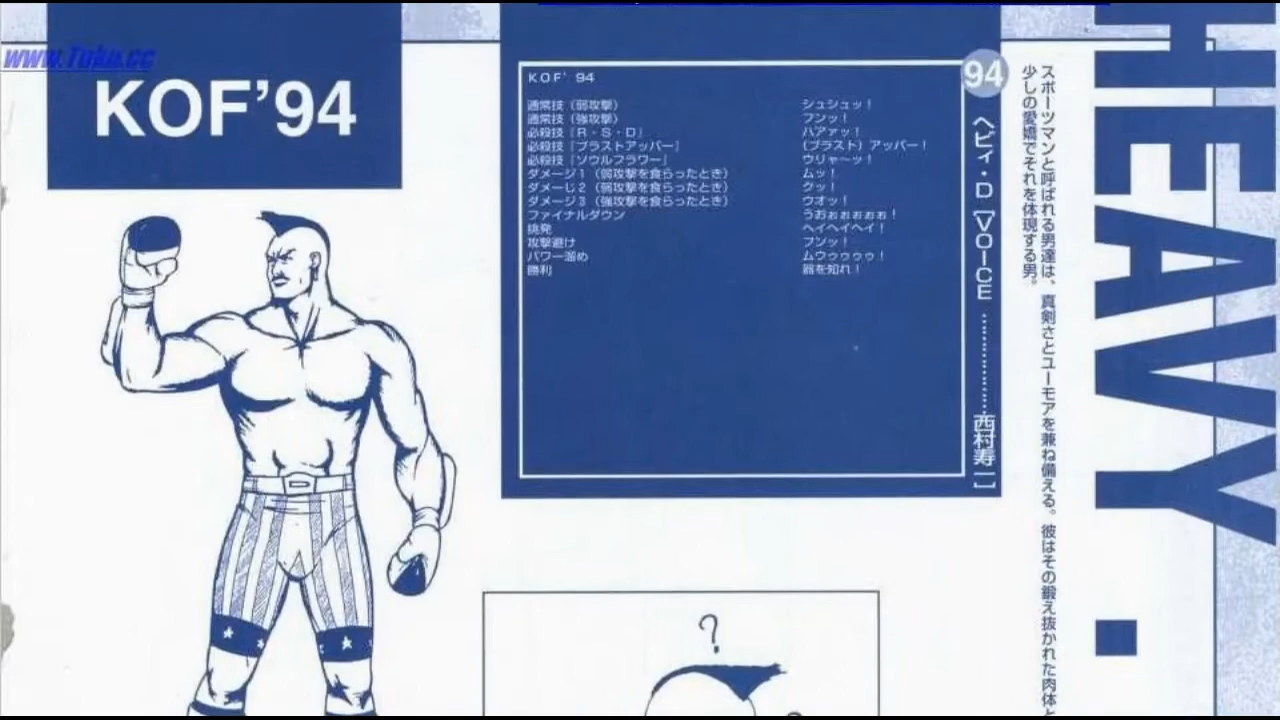 www.Tuku.cc
KOF'94
KOF'94
通常技（弱攻撃） シュシュッ！
通常技（強攻撃） フンッ！
必殺技『R・S・D』 ハアァッ！
必殺技『ブラストアッパー』 (ブラスト) アッパー！
必殺技『ソウルフラワー』 ウリャ〜ッ！
ダメージ1（弱攻撃を食らったとき） ムッ！
ダメージ2（弱攻撃を食らったとき） クッ！
ダメージ3（強攻撃を食らったとき） ウオッ！
ファイナルダウン うおぉぉぉぉぉ！
挑発 ヘイヘイヘイ！
攻撃避け フンッ！
パワー溜め ムウゥゥゥゥ！
勝利 器を知れ！
94
ヘビィ・D［VOICE ……………西村寿一］
スポーツマンと呼ばれる男達は、真剣さとユーモアを兼ね備える。彼はその鍛え抜かれた肉体と
少しの愛嬌でそれを体現する男。
HEAVY・
?